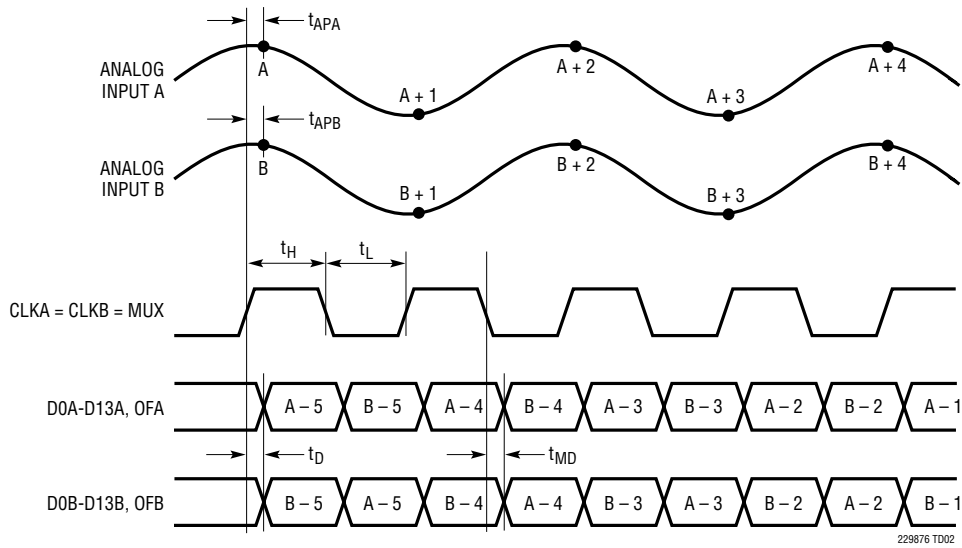 tAPA
ANALOG
INPUT A
A
A + 1
A + 2
A + 3
A + 4
tAPB
ANALOG
INPUT B
B
B + 1
B + 2
B + 3
B + 4
tH
tL
CLKA = CLKB = MUX
D0A-D13A, OFA
A – 5
B – 5
A – 4
B – 4
A – 3
B – 3
A – 2
B – 2
A – 1
tD
tMD
D0B-D13B, OFB
B – 5
A – 5
B – 4
A – 4
B – 3
A – 3
B – 2
A – 2
B – 1
229876 TD02